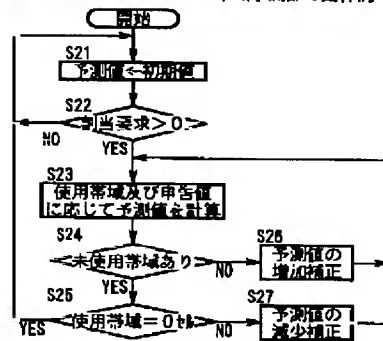 開始
S21
予測値←初期値
S22
割当要求>0
NO
YES
S23
使用帯域及び申告値
に応じて予測値を計算
S24
未使用帯域あり
NO
YES
S26
予測値の
増加補正
S25
使用帯域=0セル
YES
NO
S27
予測値の
減少補正